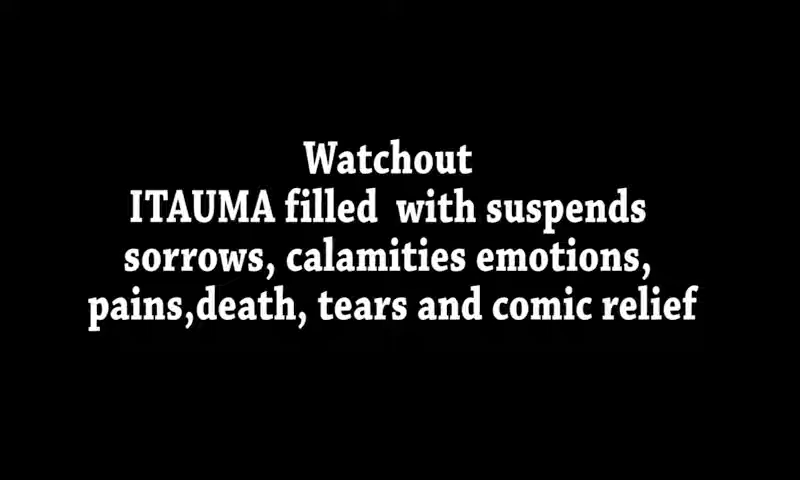 Watchout
ITAUMA filled  with suspends
sorrows, calamities emotions,
pains,death, tears and comic relief